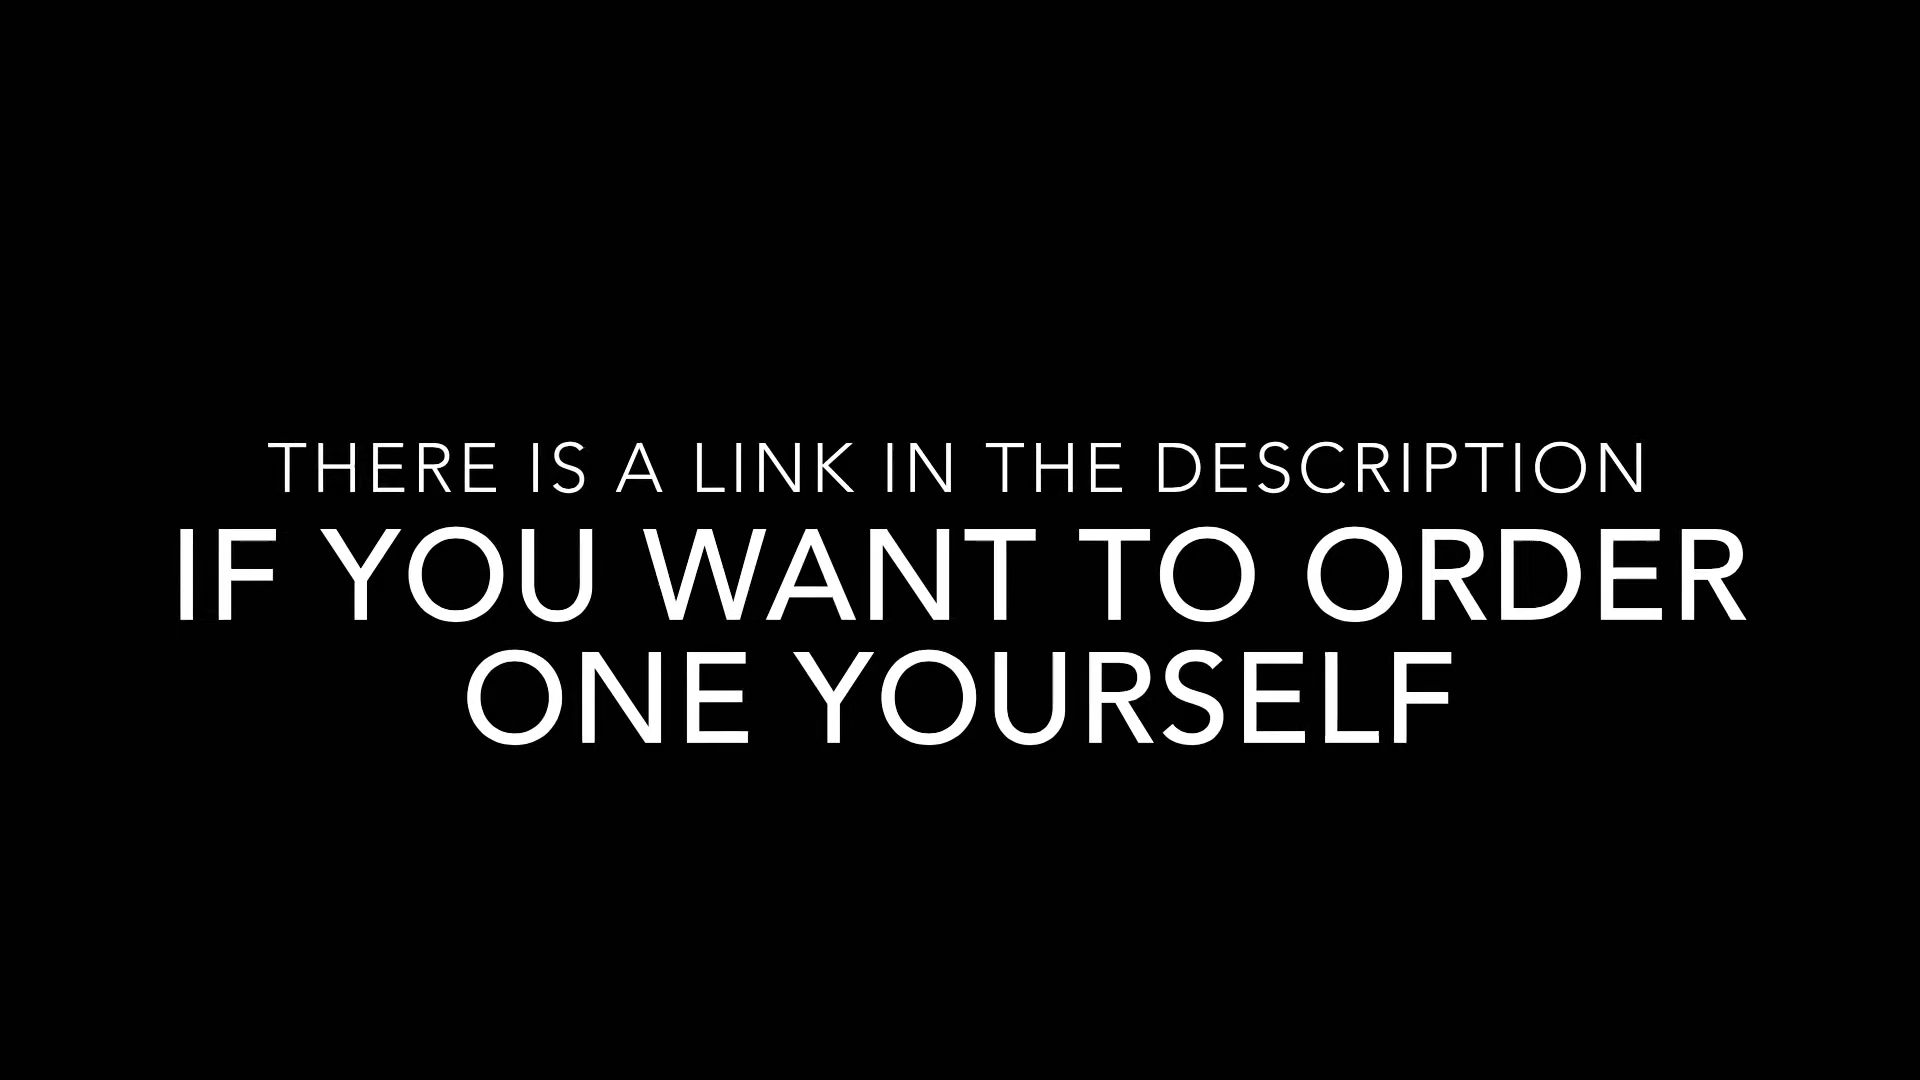 THERE IS A LINK IN THE DESCRIPTION
IF YOU WANT TO ORDER
ONE YOURSELF